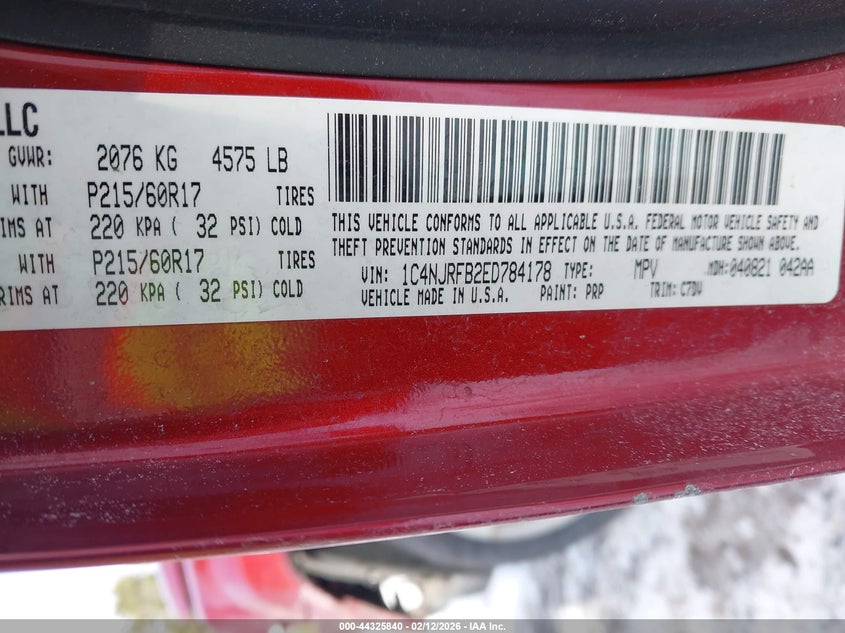 LLC
GVWR: 2076 KG 4575 LB
WITH P215/60R17 TIRES
RIMS AT 220 KPA ( 32 PSI) COLD
WITH P215/60R17 TIRES
RIMS AT 220 KPA ( 32 PSI) COLD
THIS VEHICLE CONFORMS TO ALL APPLICABLE U.S.A. FEDERAL MOTOR VEHICLE SAFETY AND
THEFT PREVENTION STANDARDS IN EFFECT ON THE DATE OF MANUFACTURE SHOWN ABOVE.
VIN: 1C4NJRFB2ED784178 TYPE: MPV MDH:040821 042AA
VEHICLE MADE IN U.S.A. PAINT: PRP TRIM: C7DV
000-44325840 - 02/12/2026 - IAA Inc.